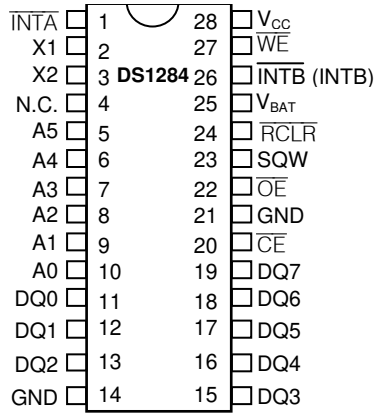 INTA 1 28 VCC
X1 2 27 WE
X2 3 DS1284 26 INTB (INTB)
N.C. 4 25 VBAT
A5 5 24 RCLR
A4 6 23 SQW
A3 7 22 OE
A2 8 21 GND
A1 9 20 CE
A0 10 19 DQ7
DQ0 11 18 DQ6
DQ1 12 17 DQ5
DQ2 13 16 DQ4
GND 14 15 DQ3